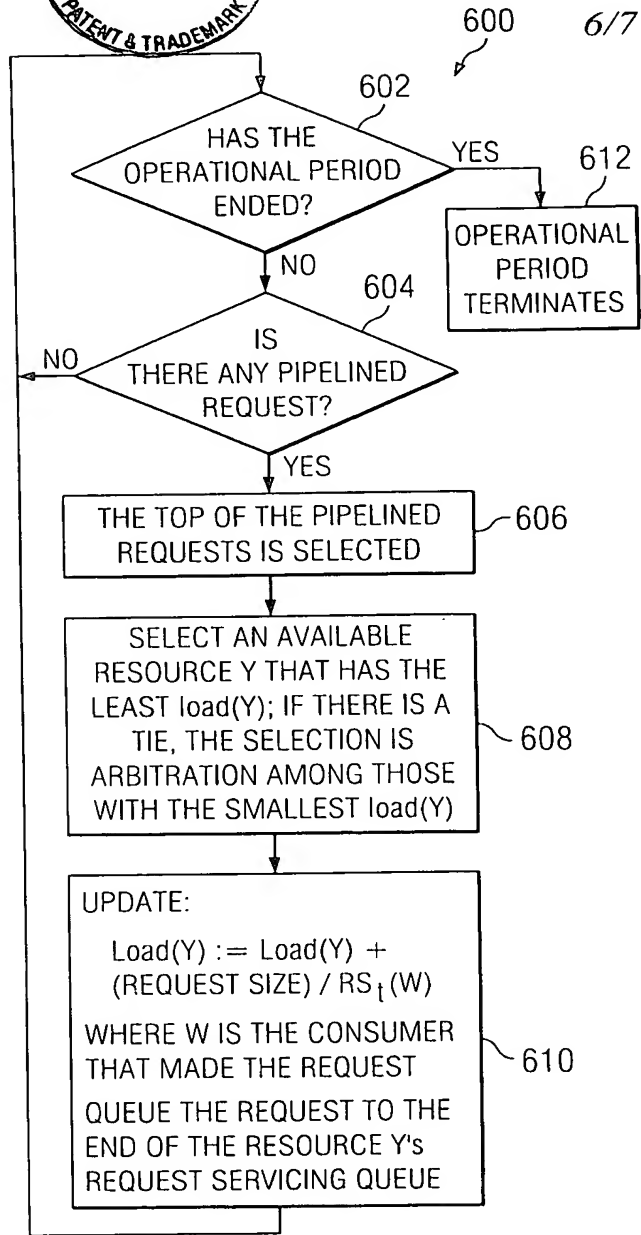 PATENT & TRADEMARK
600
6/7
602
HAS THE
OPERATIONAL PERIOD
ENDED?
YES
612
OPERATIONAL
PERIOD
TERMINATES
NO
604
IS
THERE ANY PIPELINED
REQUEST?
NO
YES
THE TOP OF THE PIPELINED
REQUESTS IS SELECTED
606
SELECT AN AVAILABLE
RESOURCE Y THAT HAS THE
LEAST load(Y); IF THERE IS A
TIE, THE SELECTION IS
ARBITRATION AMONG THOSE
WITH THE SMALLEST load(Y)
608
UPDATE:
Load(Y) := Load(Y) +
(REQUEST SIZE) / RSt(W)
WHERE W IS THE CONSUMER
THAT MADE THE REQUEST
QUEUE THE REQUEST TO THE
END OF THE RESOURCE Y's
REQUEST SERVICING QUEUE
610